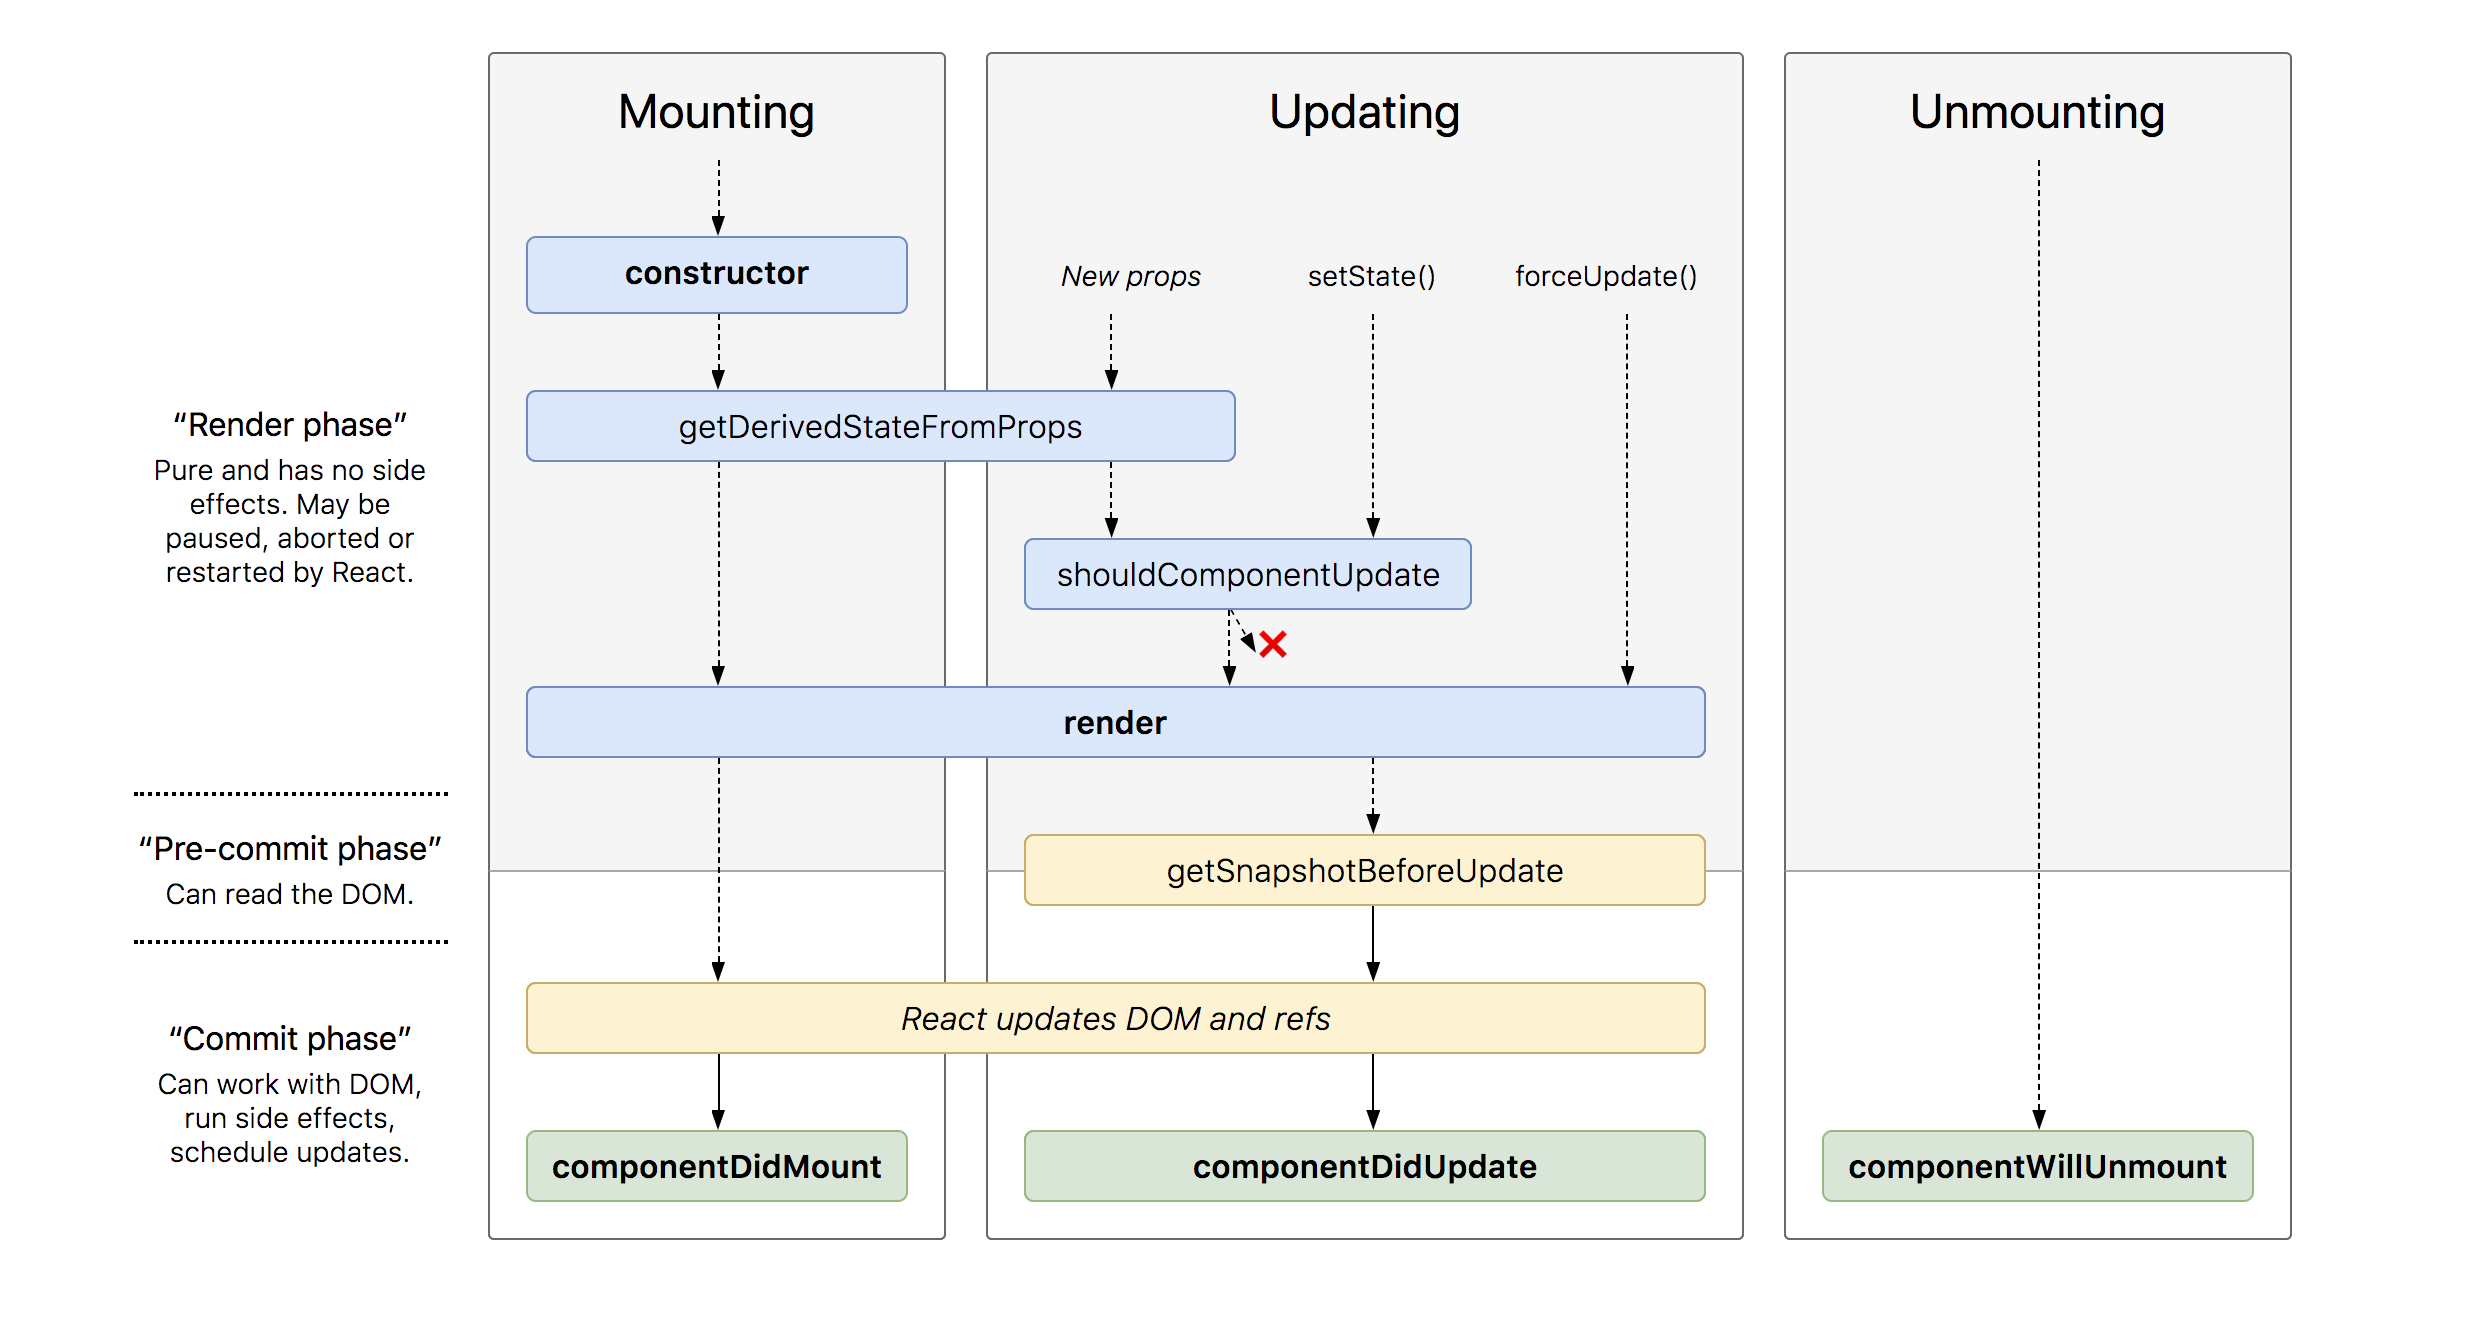 Mounting
Updating
Unmounting
constructor
New props
setState()
forceUpdate()
“Render phase”
Pure and has no side
effects. May be
paused, aborted or
restarted by React.
getDerivedStateFromProps
shouldComponentUpdate
render
“Pre-commit phase”
Can read the DOM.
getSnapshotBeforeUpdate
“Commit phase”
Can work with DOM,
run side effects,
schedule updates.
React updates DOM and refs
componentDidMount
componentDidUpdate
componentWillUnmount